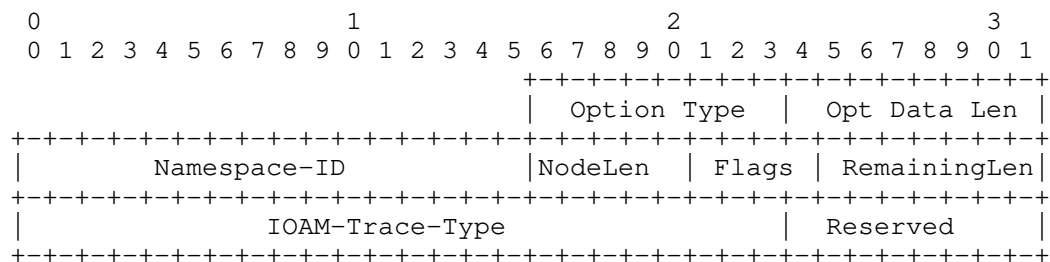 0                   1                   2                   3
 0 1 2 3 4 5 6 7 8 9 0 1 2 3 4 5 6 7 8 9 0 1 2 3 4 5 6 7 8 9 0 1
                                +-+-+-+-+-+-+-+-+-+-+-+-+-+-+-+-+
                                |  Option Type  |  Opt Data Len |
+-+-+-+-+-+-+-+-+-+-+-+-+-+-+-+-+-+-+-+-+-+-+-+-+-+-+-+-+-+-+-+-+
|         Namespace-ID          |NodeLen  | Flags | RemainingLen|
+-+-+-+-+-+-+-+-+-+-+-+-+-+-+-+-+-+-+-+-+-+-+-+-+-+-+-+-+-+-+-+-+
|               IOAM-Trace-Type                 |  Reserved     |
+-+-+-+-+-+-+-+-+-+-+-+-+-+-+-+-+-+-+-+-+-+-+-+-+-+-+-+-+-+-+-+-+